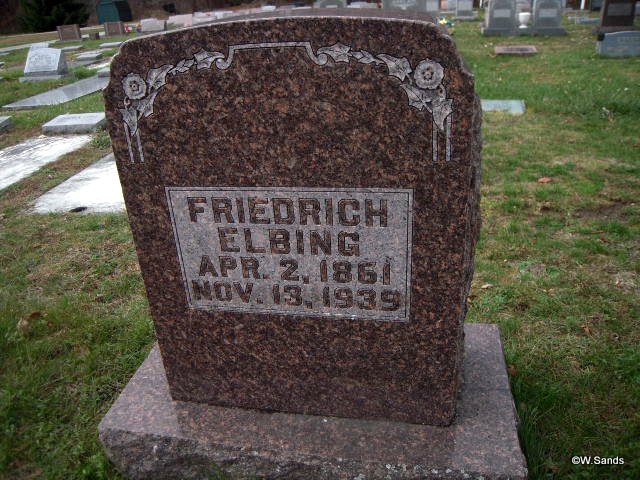 FRIEDRICH
ELBING
APR. 2, 1861
NOV. 13, 1939
©W.Sands